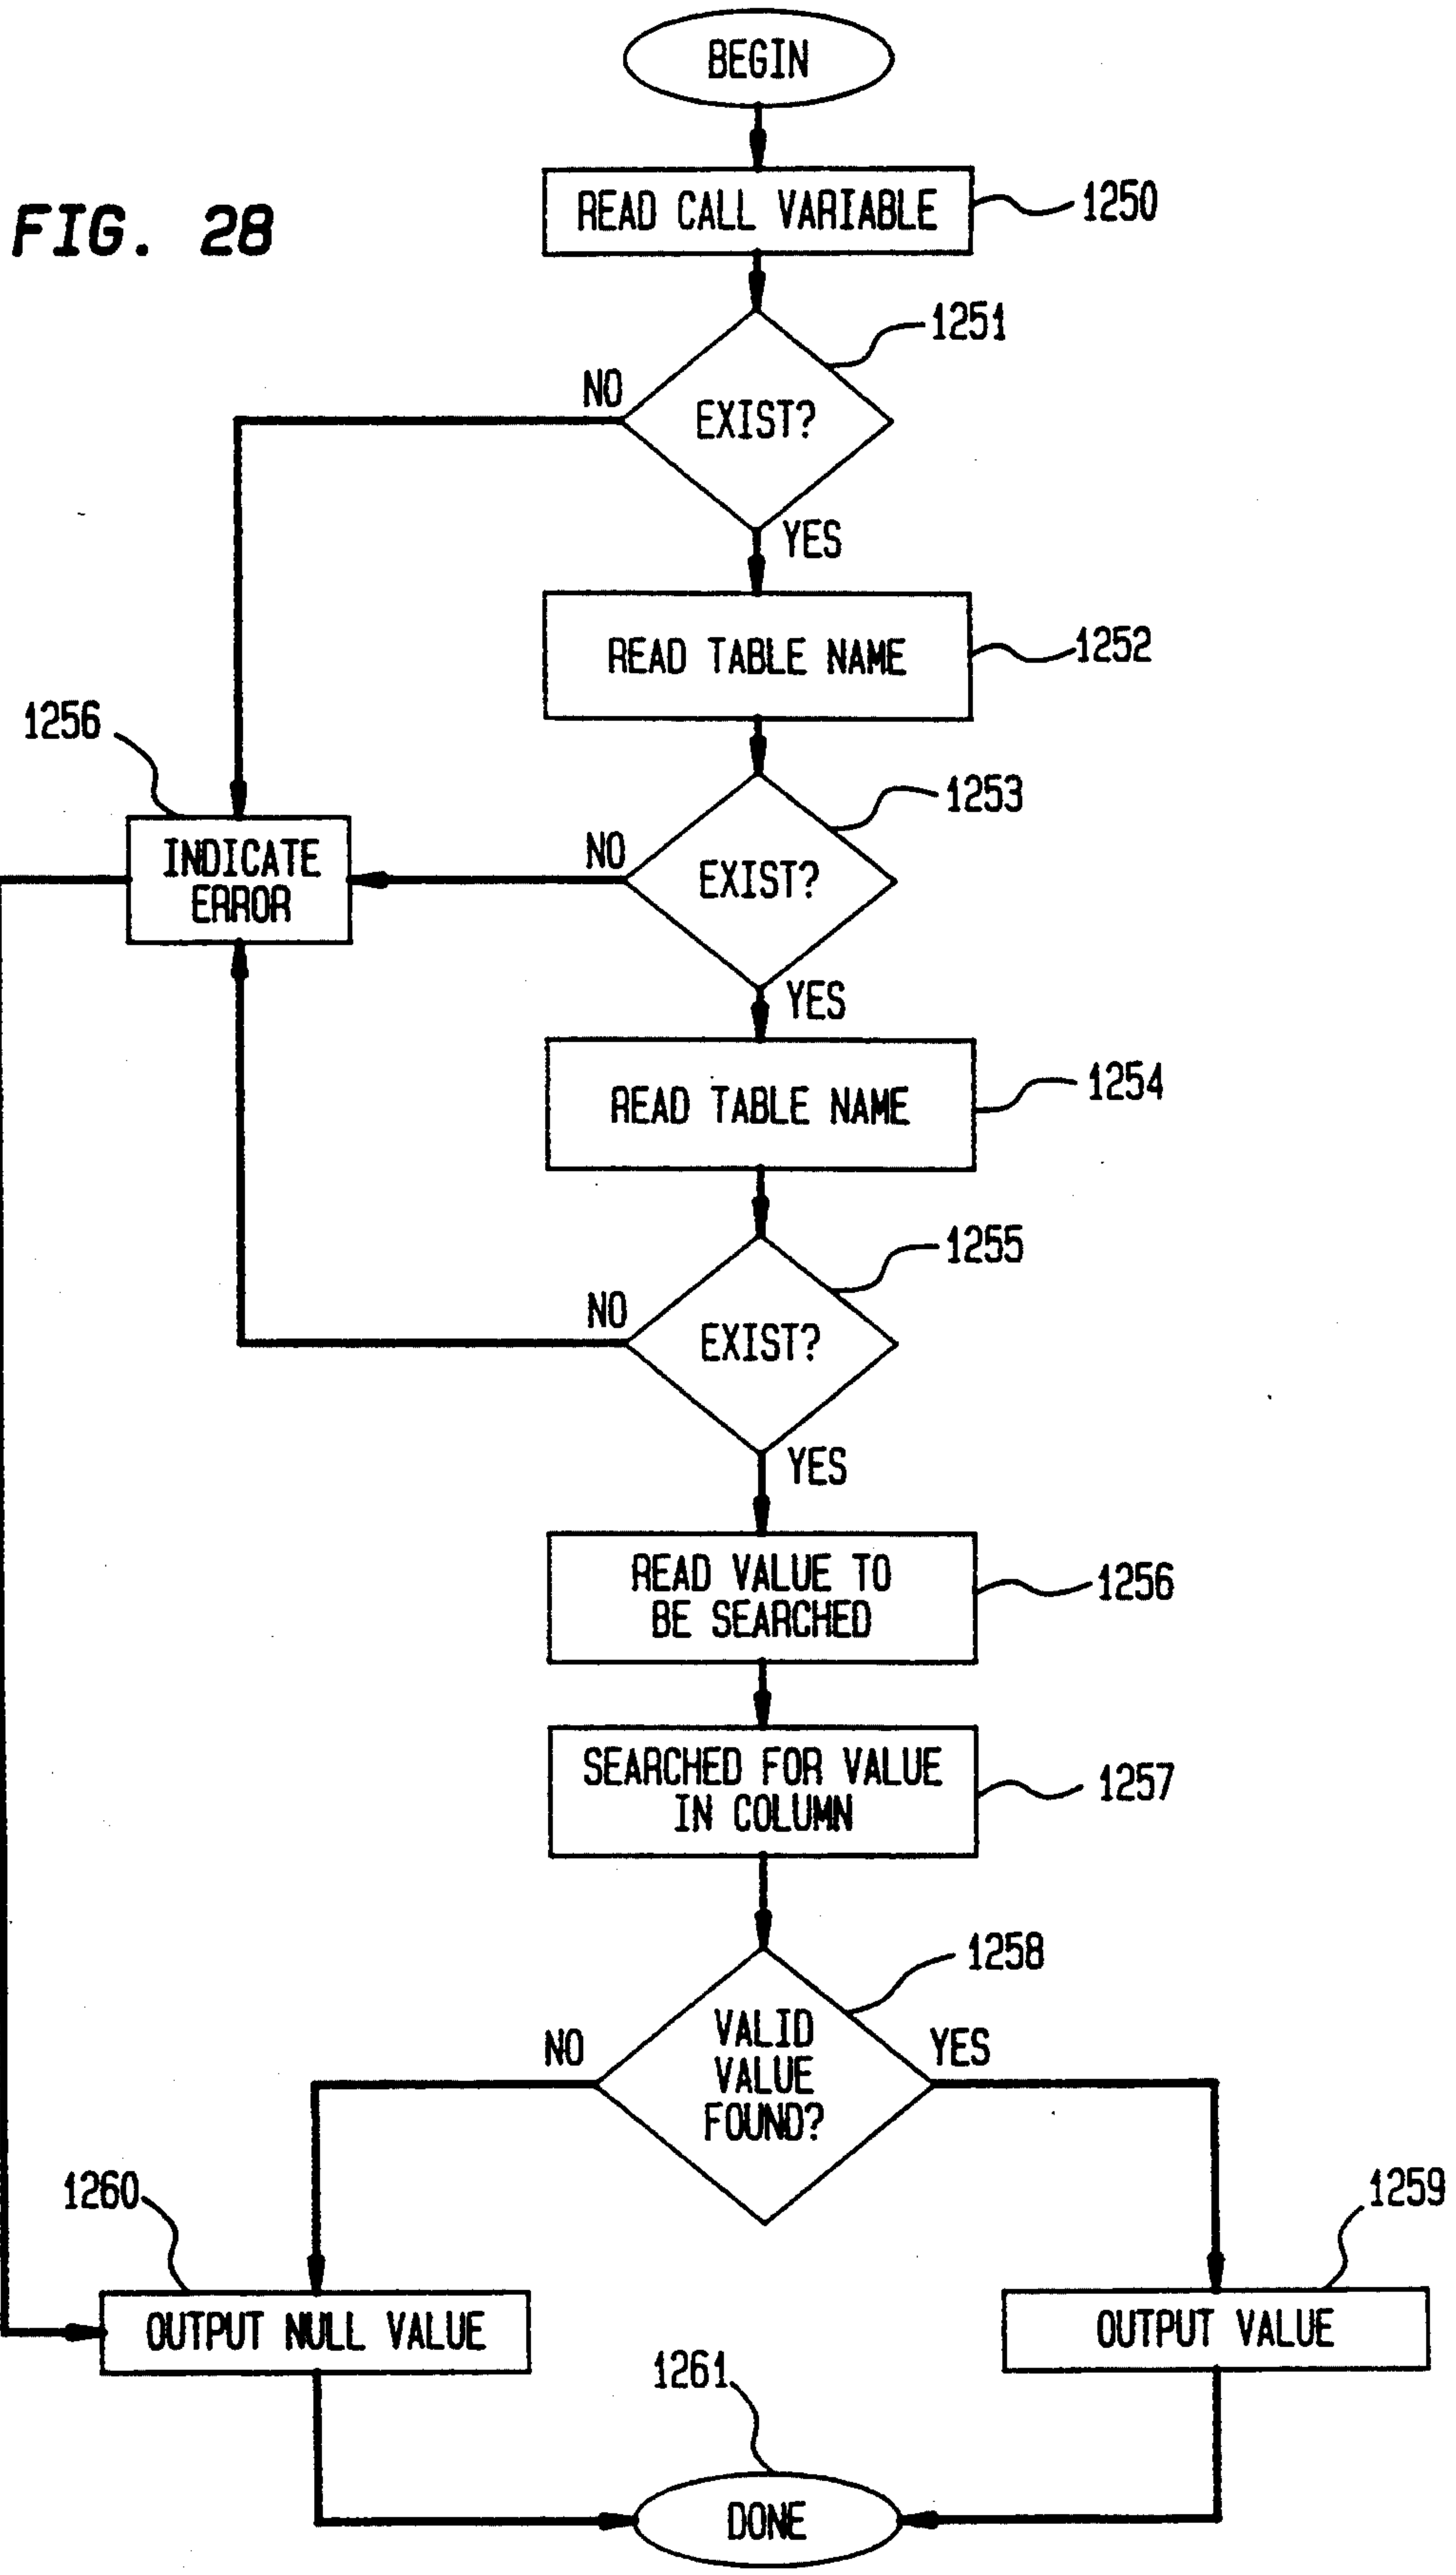 BEGIN
READ CALL VARIABLE
1250
FIG. 28
1251
NO
EXIST?
YES
READ TABLE NAME
1252
1256
1253
INDICATE
ERROR
NO
EXIST?
YES
READ TABLE NAME
1254
1255
NO
EXIST?
YES
READ VALUE TO
BE SEARCHED
1256
SEARCHED FOR VALUE
IN COLUMN
1257
1258
NO
VALID
VALUE
FOUND?
YES
1260
1259
OUTPUT NULL VALUE
OUTPUT VALUE
1261
DONE